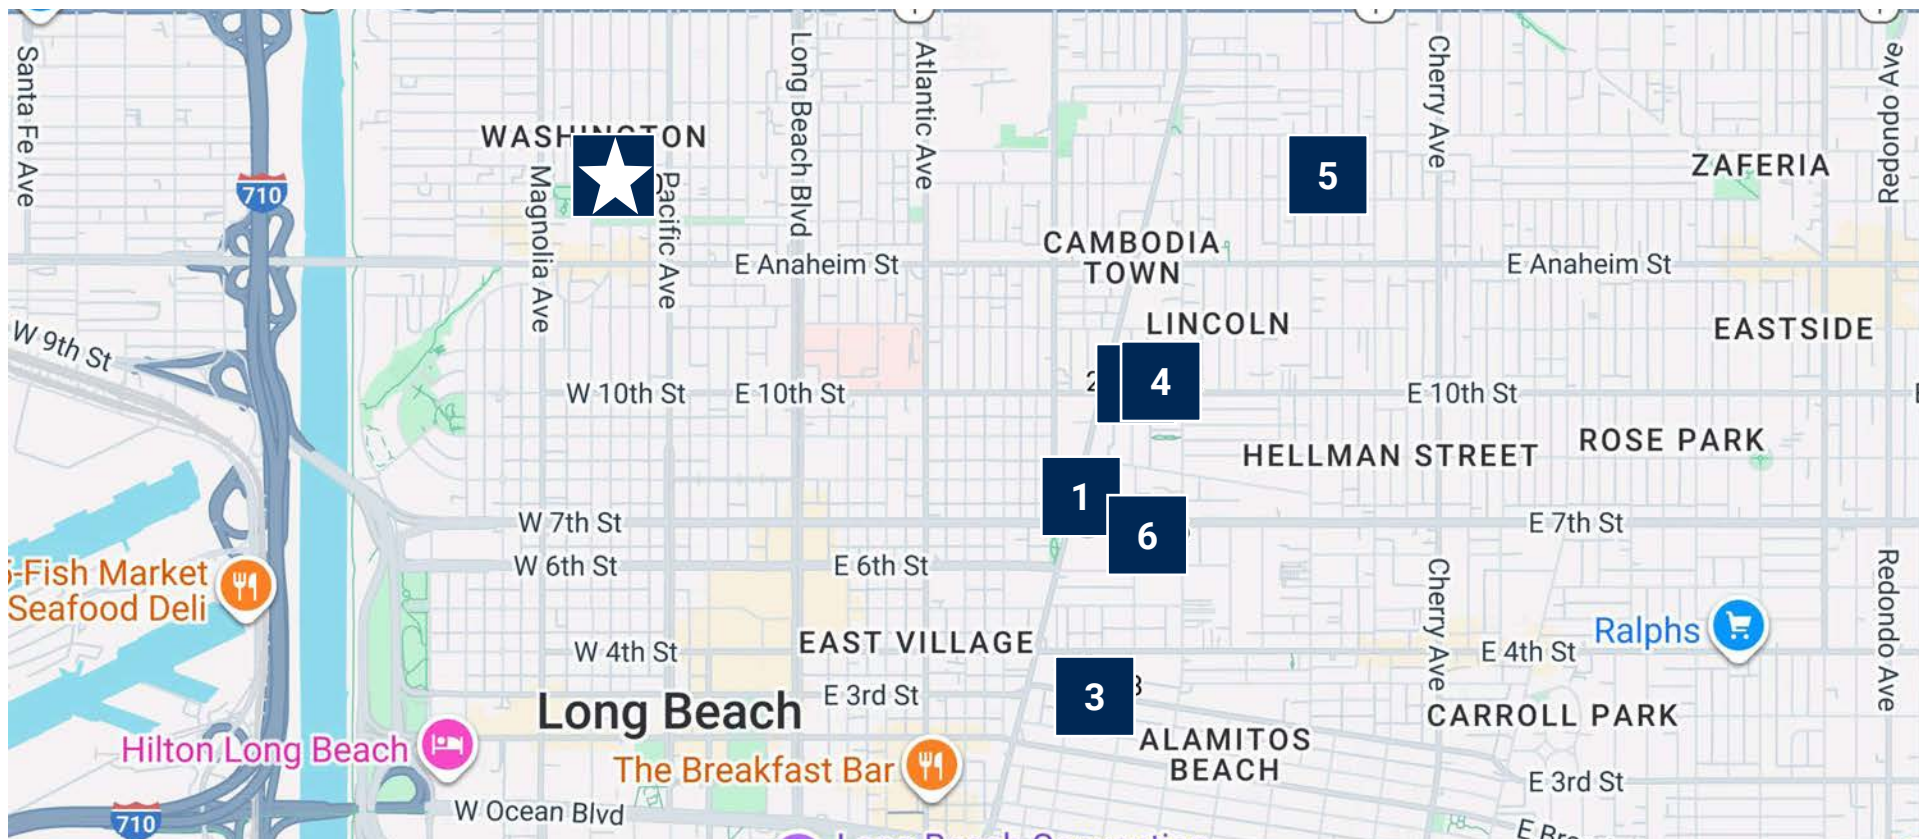 Santa Fe Ave
Long Beach Blvd
Atlantic Ave
Cherry Ave
Redondo Ave
WASHINGTON
5
ZAFERIA
710
Magnolia Ave
Pacific Ave
CAMBODIA
TOWN
E Anaheim St
E Anaheim St
LINCOLN
EASTSIDE
W 9th St
2
4
W 10th St
E 10th St
E 10th St
ROSE PARK
HELLMAN STREET
1
6
W 7th St
E 7th St
W 6th St
E 6th St
5-Fish Market
Seafood Deli
Cherry Ave
Redondo Ave
Ralphs
EAST VILLAGE
W 4th St
E 4th St
3
3
E 3rd St
Long Beach
CARROLL PARK
Hilton Long Beach
ALAMITOS
BEACH
The Breakfast Bar
E 3rd St
W Ocean Blvd
710